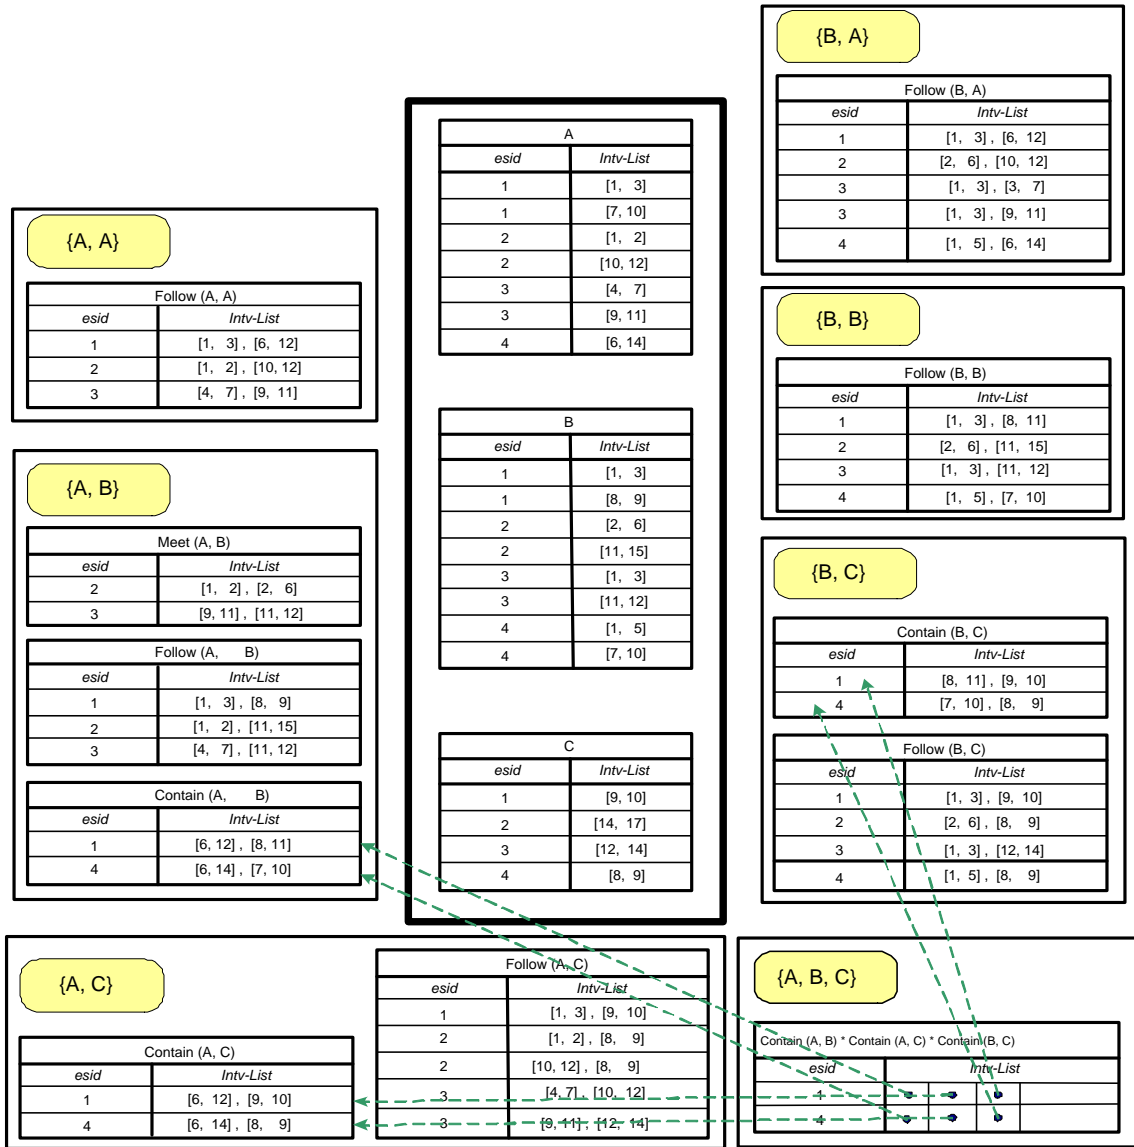 {B, A}
Follow (B, A)
esid Intv-List
1 [1, 3] , [6, 12]
2 [2, 6] , [10, 12]
3 [1, 3] , [3, 7]
3 [1, 3] , [9, 11]
4 [1, 5] , [6, 14]
A
esid Intv-List
1 [1, 3]
1 [7, 10]
2 [1, 2]
2 [10, 12]
3 [4, 7]
3 [9, 11]
4 [6, 14]
{A, A}
Follow (A, A)
esid Intv-List
1 [1, 3] , [6, 12]
2 [1, 2] , [10, 12]
3 [4, 7] , [9, 11]
{B, B}
Follow (B, B)
esid Intv-List
1 [1, 3] , [8, 11]
2 [2, 6] , [11, 15]
3 [1, 3] , [11, 12]
4 [1, 5] , [7, 10]
B
esid Intv-List
1 [1, 3]
1 [8, 9]
2 [2, 6]
2 [11, 15]
3 [1, 3]
3 [11, 12]
4 [1, 5]
4 [7, 10]
{A, B}
Meet (A, B)
esid Intv-List
2 [1, 2] , [2, 6]
3 [9, 11] , [11, 12]
Follow (A, B)
esid Intv-List
1 [1, 3] , [8, 9]
2 [1, 2] , [11, 15]
3 [4, 7] , [11, 12]
Contain (A, B)
esid Intv-List
1 [6, 12] , [8, 11]
4 [6, 14] , [7, 10]
{B, C}
Contain (B, C)
esid Intv-List
1 [8, 11] , [9, 10]
4 [7, 10] , [8, 9]
Follow (B, C)
esid Intv-List
1 [1, 3] , [9, 10]
2 [2, 6] , [8, 9]
3 [1, 3] , [12, 14]
4 [1, 5] , [8, 9]
C
esid Intv-List
1 [9, 10]
2 [14, 17]
3 [12, 14]
4 [8, 9]
{A, C}
Contain (A, C)
esid Intv-List
1 [6, 12] , [9, 10]
4 [6, 14] , [8, 9]
Follow (A, C)
esid Intv-List
1 [1, 3] , [9, 10]
2 [1, 2] , [8, 9]
2 [10, 12] , [8, 9]
3 [4, 7] , [10, 12]
3 [9, 11] , [12, 14]
{A, B, C}
Contain (A, B) * Contain (A, C) * Contain (B, C)
esid Intv-List
1
4